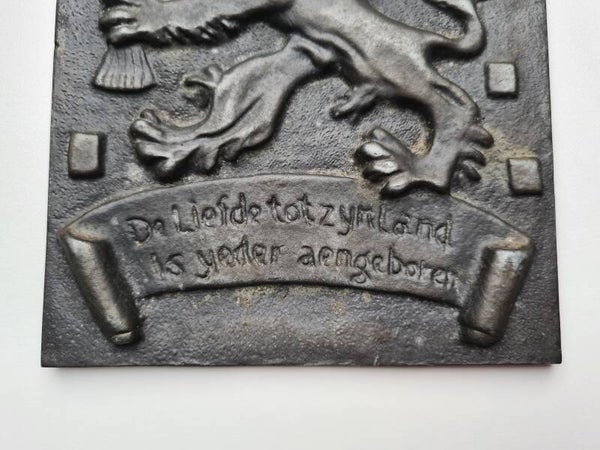 De Liefde tot zyn Land
is yeder aengeboren